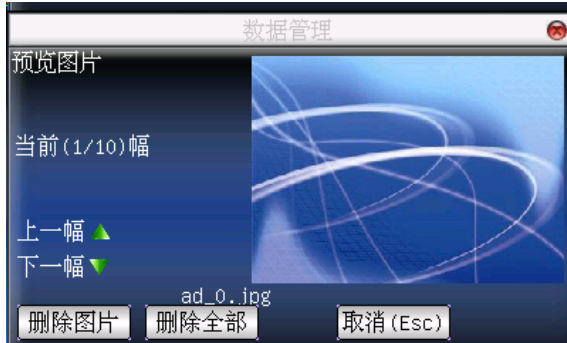 数据管理
预览图片
当前(1/10)幅
上一幅
下一幅
ad_0.jpg
删除图片 删除全部 取消(Esc)